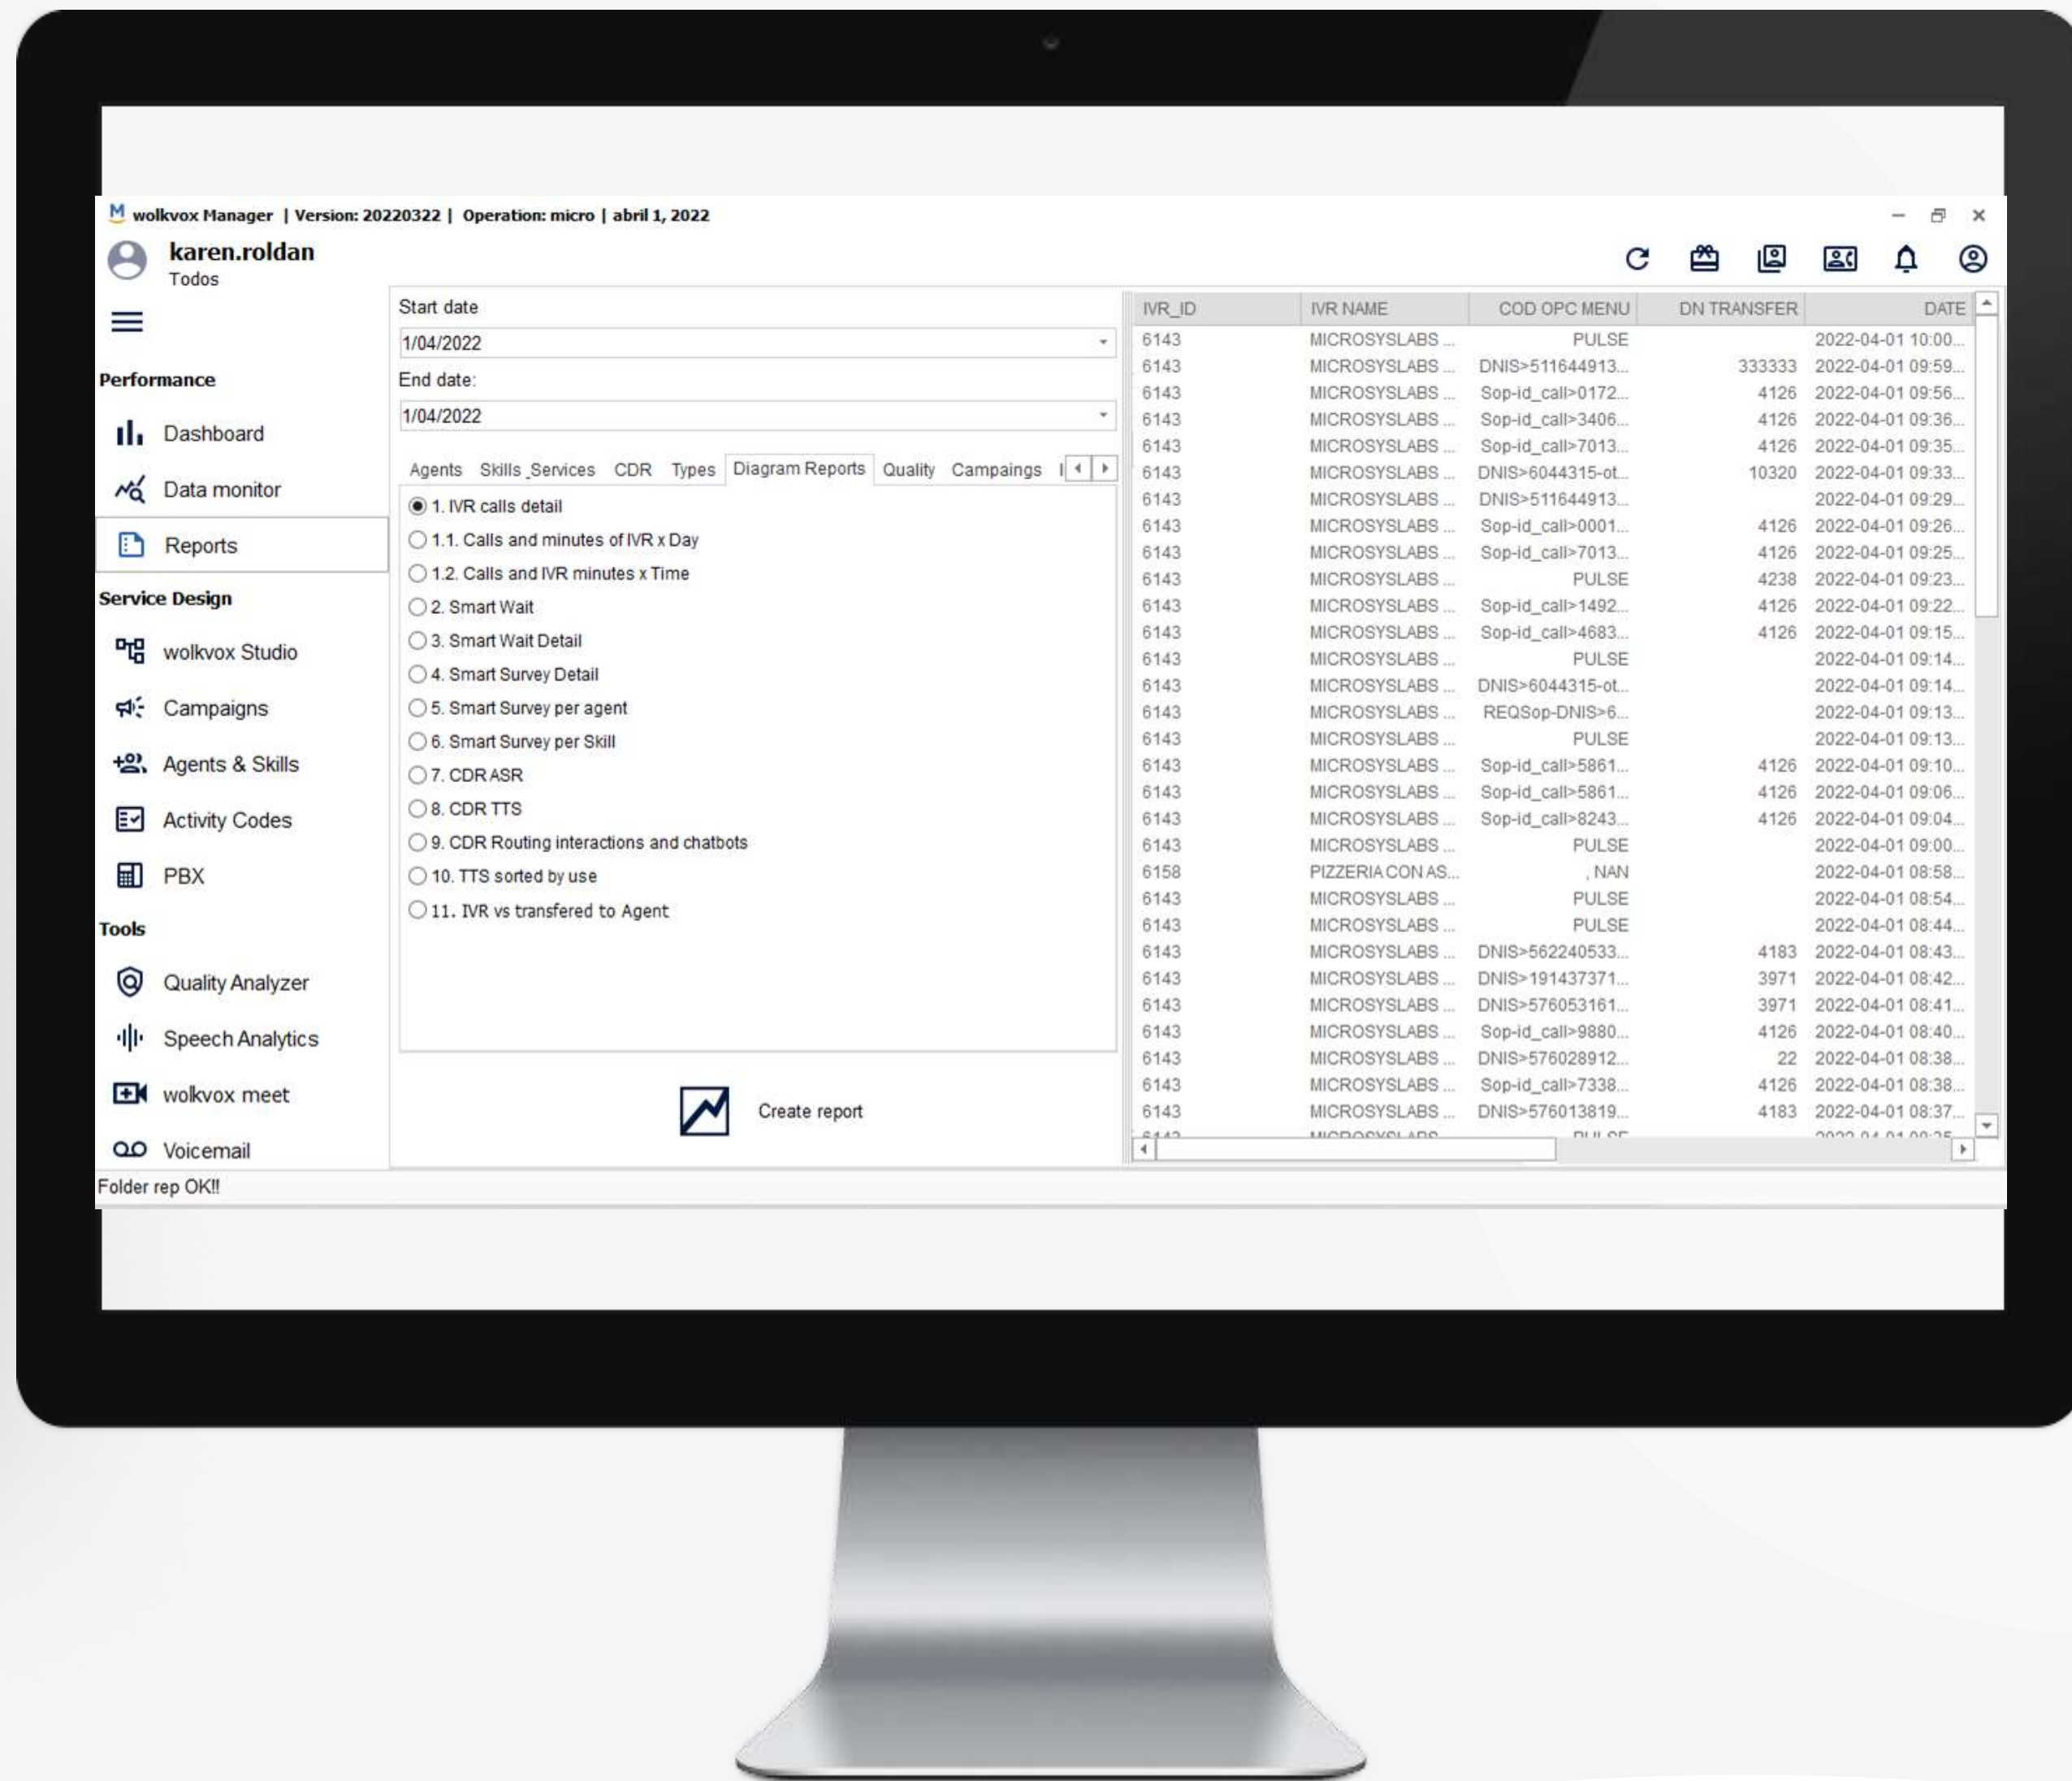 M wolkvox Manager | Version: 20220322 | Operation: micro | abril 1, 2022
karen.roldan
Todos
Performance
Dashboard
Data monitor
Reports
Service Design
wolkvox Studio
Campaigns
Agents & Skills
Activity Codes
PBX
Tools
Quality Analyzer
Speech Analytics
wolkvox meet
Voicemail
Start date
1/04/2022
End date:
1/04/2022
Agents Skills_Services CDR Types Diagram Reports Quality Campaings
1. IVR calls detail
1.1. Calls and minutes of IVR x Day
1.2. Calls and IVR minutes x Time
2. Smart Wait
3. Smart Wait Detail
4. Smart Survey Detail
5. Smart Survey per agent
6. Smart Survey per Skill
7. CDR ASR
8. CDR TTS
9. CDR Routing interactions and chatbots
10. TTS sorted by use
11. IVR vs transfered to Agent
Create report
IVR_ID IVR NAME COD OPC MENU DN TRANSFER DATE
6143 MICROSYSLABS ... PULSE 2022-04-01 10:00...
6143 MICROSYSLABS ... DNIS>511644913... 333333 2022-04-01 09:59...
6143 MICROSYSLABS ... Sop-id_call>0172... 4126 2022-04-01 09:56...
6143 MICROSYSLABS ... Sop-id_call>3406... 4126 2022-04-01 09:36...
6143 MICROSYSLABS ... Sop-id_call>7013... 4126 2022-04-01 09:35...
6143 MICROSYSLABS ... DNIS>6044315-ot... 10320 2022-04-01 09:33...
6143 MICROSYSLABS ... DNIS>511644913... 2022-04-01 09:29...
6143 MICROSYSLABS ... Sop-id_call>0001... 4126 2022-04-01 09:26...
6143 MICROSYSLABS ... Sop-id_call>7013... 4126 2022-04-01 09:25...
6143 MICROSYSLABS ... PULSE 4238 2022-04-01 09:23...
6143 MICROSYSLABS ... Sop-id_call>1492... 4126 2022-04-01 09:22...
6143 MICROSYSLABS ... Sop-id_call>4683... 4126 2022-04-01 09:15...
6143 MICROSYSLABS ... PULSE 2022-04-01 09:14...
6143 MICROSYSLABS ... DNIS>6044315-ot... 2022-04-01 09:14...
6143 MICROSYSLABS ... REQSop-DNIS>6... 2022-04-01 09:13...
6143 MICROSYSLABS ... PULSE 2022-04-01 09:13...
6143 MICROSYSLABS ... Sop-id_call>5861... 4126 2022-04-01 09:10...
6143 MICROSYSLABS ... Sop-id_call>5861... 4126 2022-04-01 09:06...
6143 MICROSYSLABS ... Sop-id_call>8243... 4126 2022-04-01 09:04...
6143 MICROSYSLABS ... PULSE 2022-04-01 09:00...
6158 PIZZERIA CON AS... , NAN 2022-04-01 08:58...
6143 MICROSYSLABS ... PULSE 2022-04-01 08:54...
6143 MICROSYSLABS ... PULSE 2022-04-01 08:44...
6143 MICROSYSLABS ... DNIS>562240533... 4183 2022-04-01 08:43...
6143 MICROSYSLABS ... DNIS>191437371... 3971 2022-04-01 08:42...
6143 MICROSYSLABS ... DNIS>576053161... 3971 2022-04-01 08:41...
6143 MICROSYSLABS ... Sop-id_call>9880... 4126 2022-04-01 08:40...
6143 MICROSYSLABS ... DNIS>576028912... 22 2022-04-01 08:38...
6143 MICROSYSLABS ... Sop-id_call>7338... 4126 2022-04-01 08:38...
6143 MICROSYSLABS ... DNIS>576013819... 4183 2022-04-01 08:37...
Folder rep OK!!